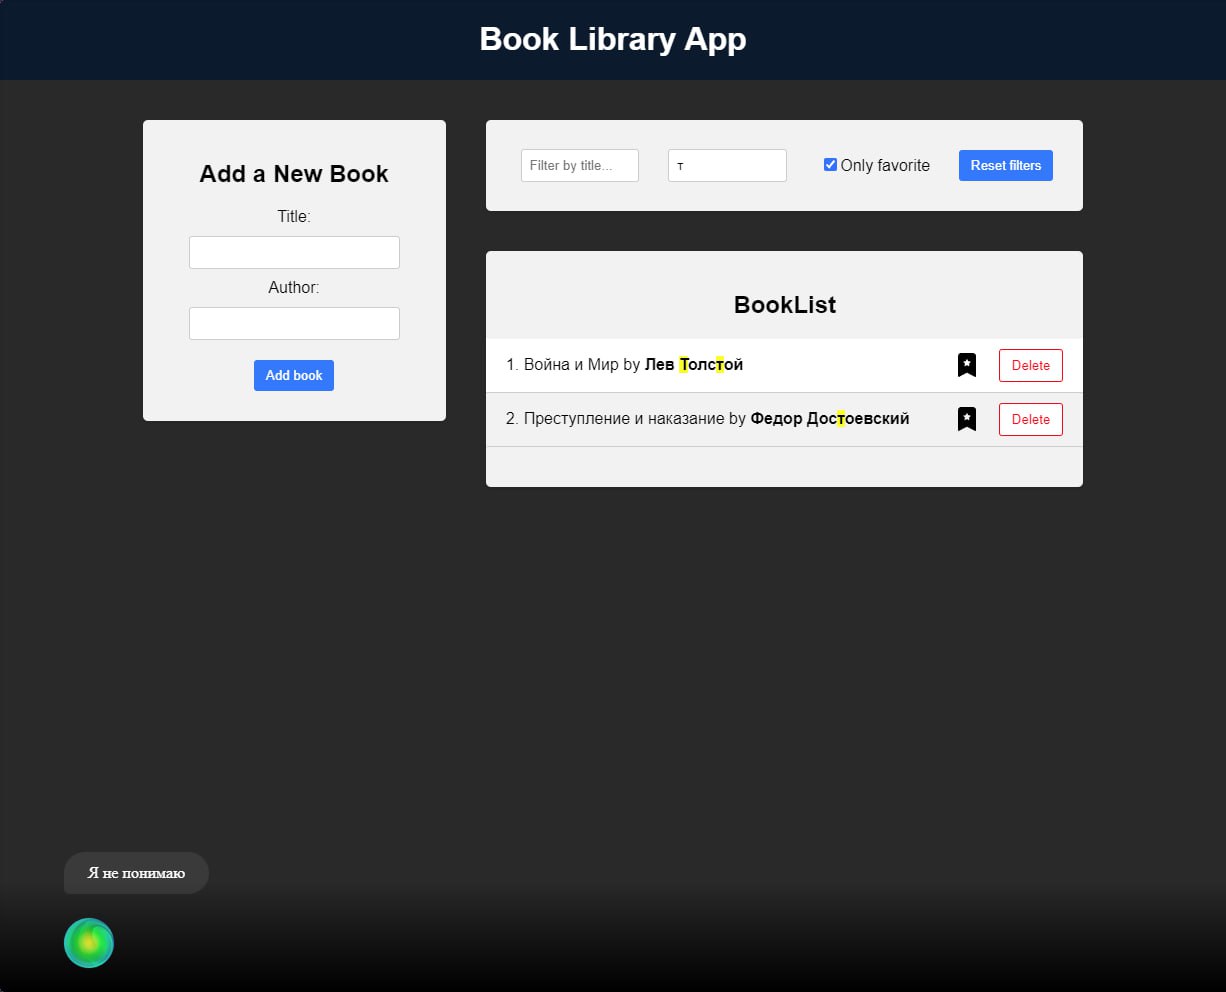 Book Library App
Add a New Book
Title:
Author:
Add book
Filter by title...
т
Only favorite
Reset filters
BookList
1. Война и Мир by Лев Толстой
Delete
2. Преступление и наказание by Федор Достоевский
Delete
Я не понимаю